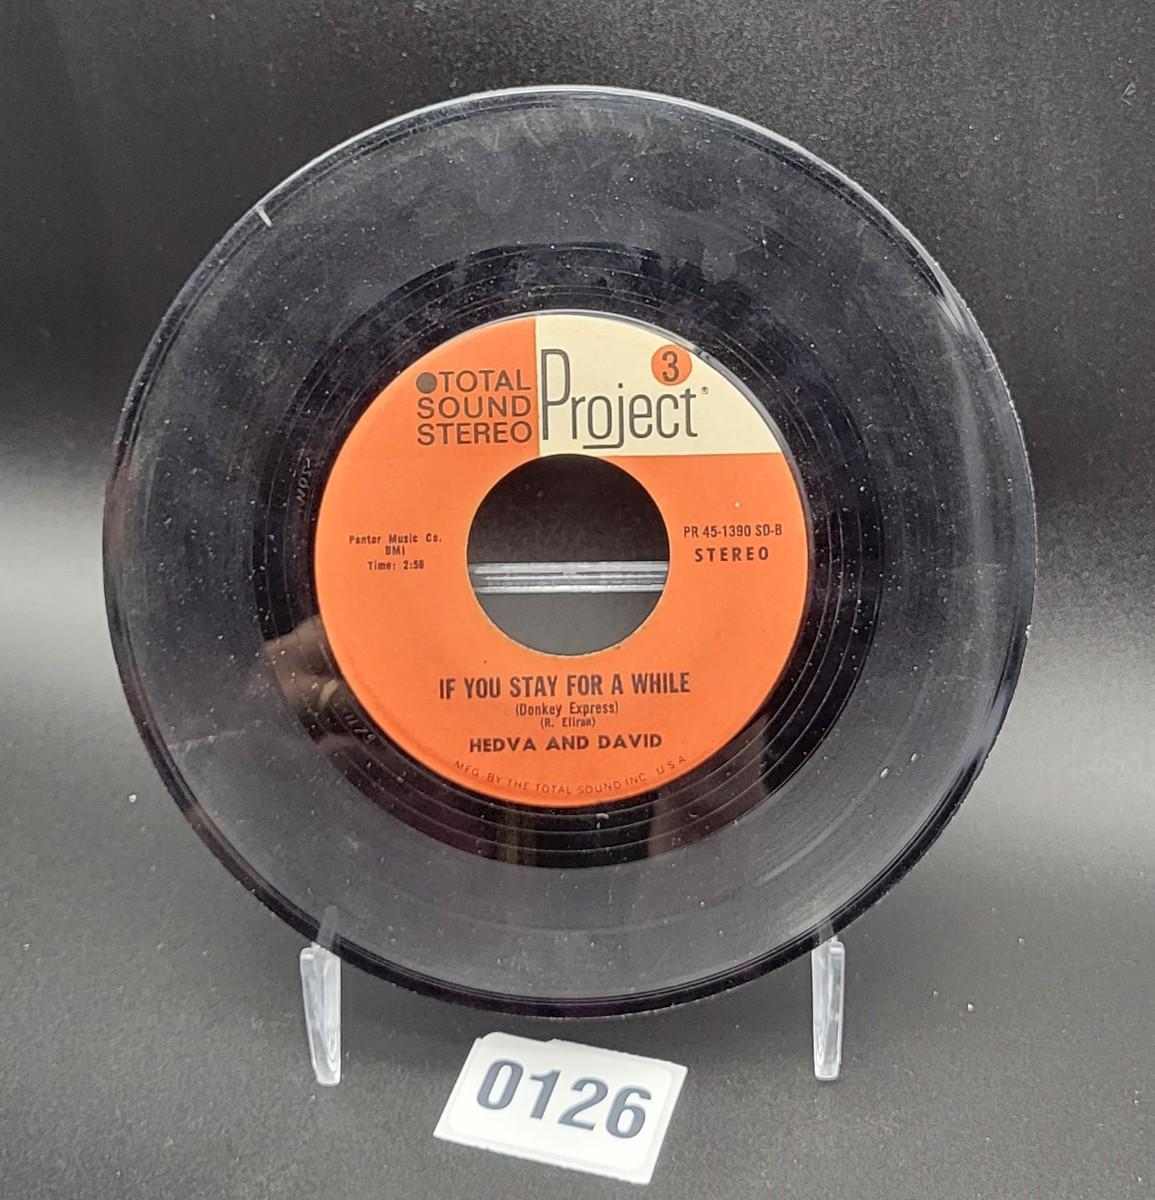 TOTAL
SOUND
STEREO
Project 3®
Pantor Music Co.
BMI
Time: 2:50
PR 45-1390 SD-B
STEREO
IF YOU STAY FOR A WHILE
(Donkey Express)
(R. Eliran)
HEDVA AND DAVID
MFG. BY THE TOTAL SOUND INC. U S A
0126